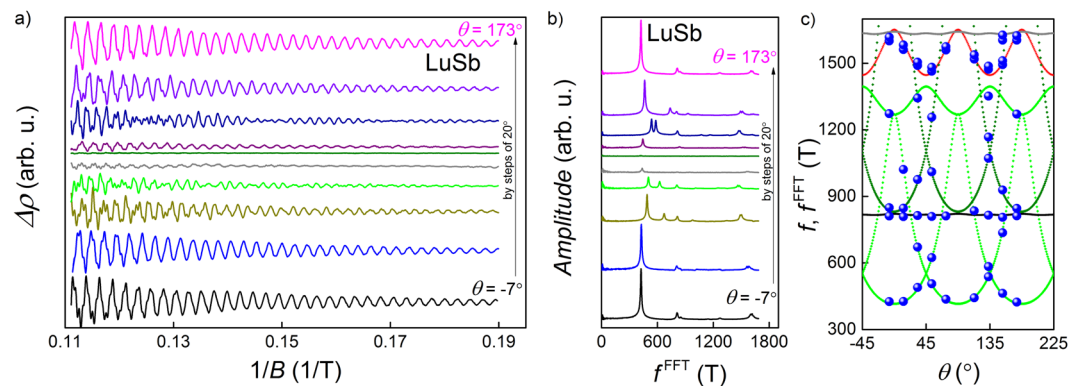 a)
θ = 173°
LuSb
by steps of 20°
θ = -7°
Δρ (arb. u.)
0.11 0.13 0.15 0.17 0.19
1/B (1/T)
b)
LuSb
θ = 173°
by steps of 20°
θ = -7°
Amplitude (arb. u.)
0 600 1200 1800
f^FFT (T)
c)
1500
1200
900
600
300
f, f^FFT (T)
-45 45 135 225
θ (°)